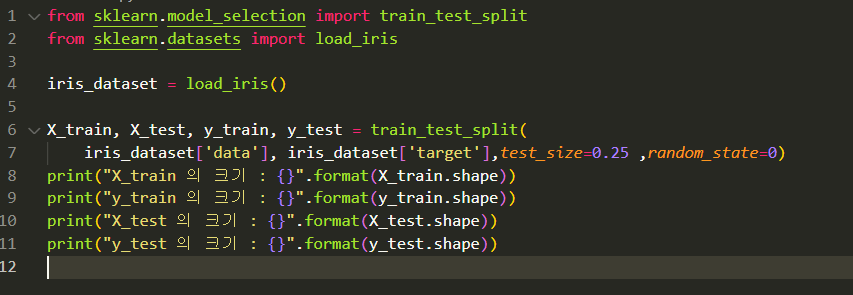 1 from sklearn.model_selection import train_test_split
2 from sklearn.datasets import load_iris
3
4 iris_dataset = load_iris()
5
6 X_train, X_test, y_train, y_test = train_test_split(
7     iris_dataset['data'], iris_dataset['target'],test_size=0.25 ,random_state=0)
8 print("X_train 의 크기 : {}".format(X_train.shape))
9 print("y_train 의 크기 : {}".format(y_train.shape))
10 print("X_test 의 크기 : {}".format(X_test.shape))
11 print("y_test 의 크기 : {}".format(y_test.shape))
12